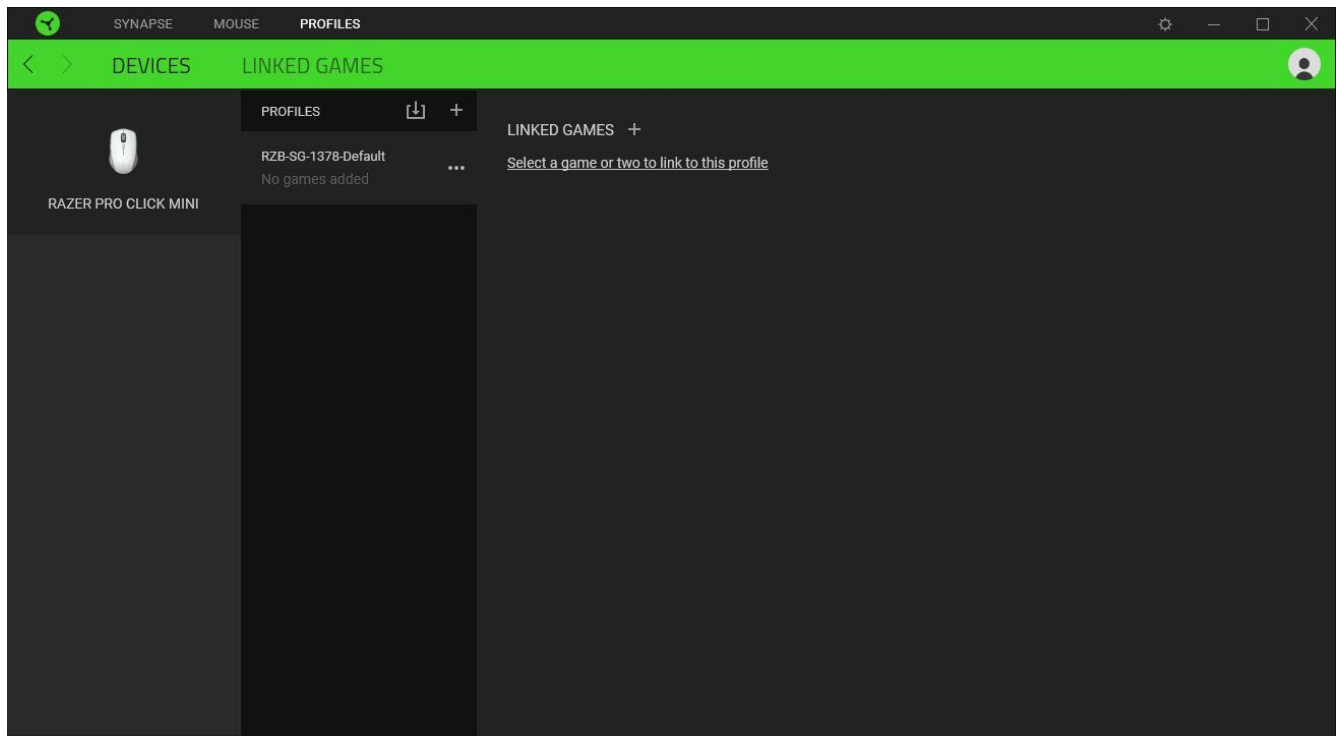 SYNAPSE MOUSE PROFILES
DEVICES LINKED GAMES
RAZER PRO CLICK MINI
PROFILES
RZB-SG-1378-Default
No games added
LINKED GAMES
Select a game or two to link to this profile